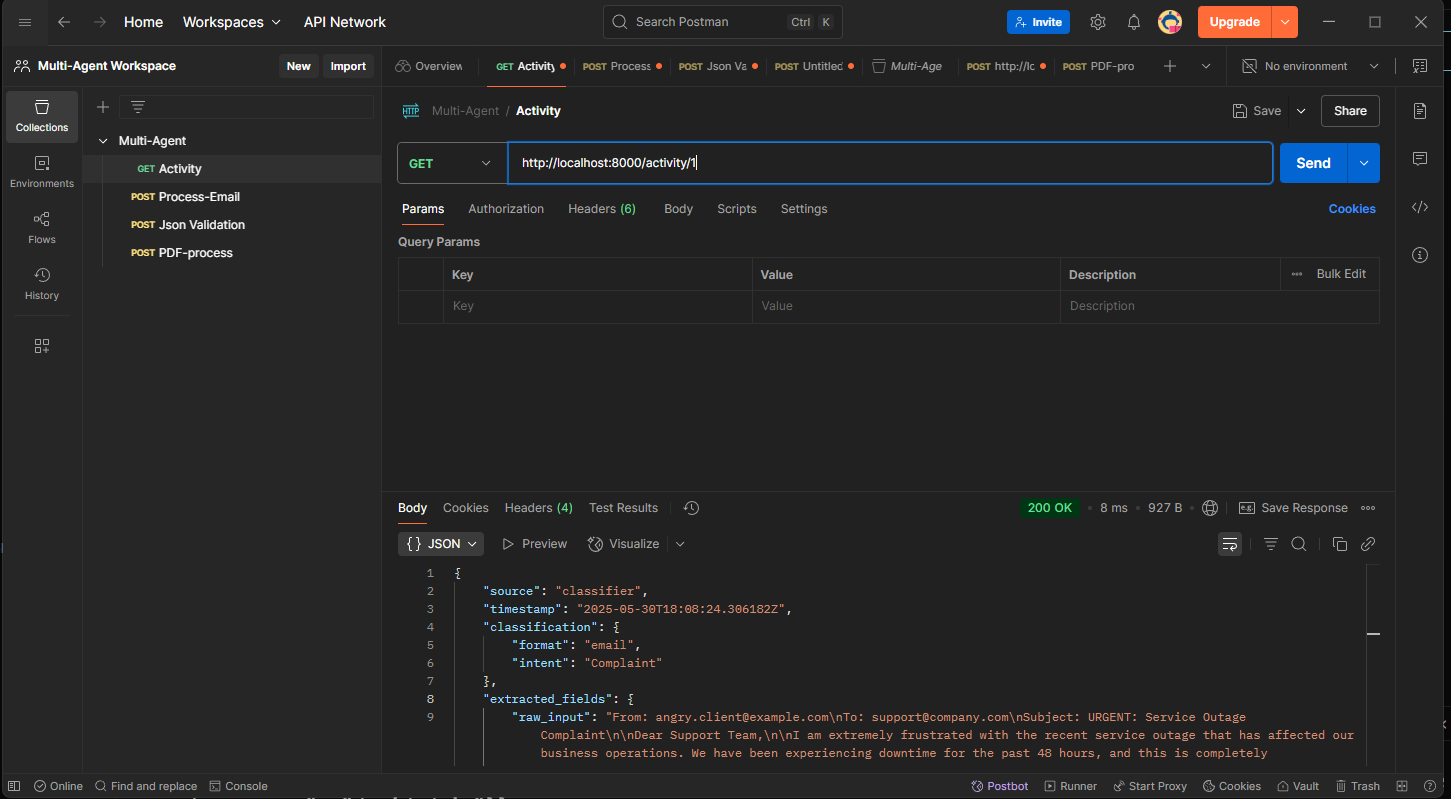 Home Workspaces API Network Search Postman Ctrl K Invite Upgrade
Multi-Agent Workspace New Import
Overview GET Activity POST Process POST Json Va POST Untitled Multi-Age POST http://lc POST PDF-pro No environment
Collections
Environments
Flows
History
Multi-Agent
GET Activity
POST Process-Email
POST Json Validation
POST PDF-process
HTTP Multi-Agent / Activity Save Share
GET http://localhost:8000/activity/1 Send
Params Authorization Headers (6) Body Scripts Settings Cookies
Query Params
Key Value Description Bulk Edit
Key Value Description
Body Cookies Headers (4) Test Results 200 OK 8 ms 927 B e.g. Save Response
{} JSON Preview Visualize
1 {
2 "source": "classifier",
3 "timestamp": "2025-05-30T18:08:24.306182Z",
4 "classification": {
5 "format": "email",
6 "intent": "Complaint"
7 },
8 "extracted_fields": {
9 "raw_input": "From: angry.client@example.com\nTo: support@company.com\nSubject: URGENT: Service Outage
Complaint\n\nDear Support Team,\n\nI am extremely frustrated with the recent service outage that has affected our
business operations. We have been experiencing downtime for the past 48 hours, and this is completely
Online Find and replace Console Postbot Runner Start Proxy Cookies Vault Trash